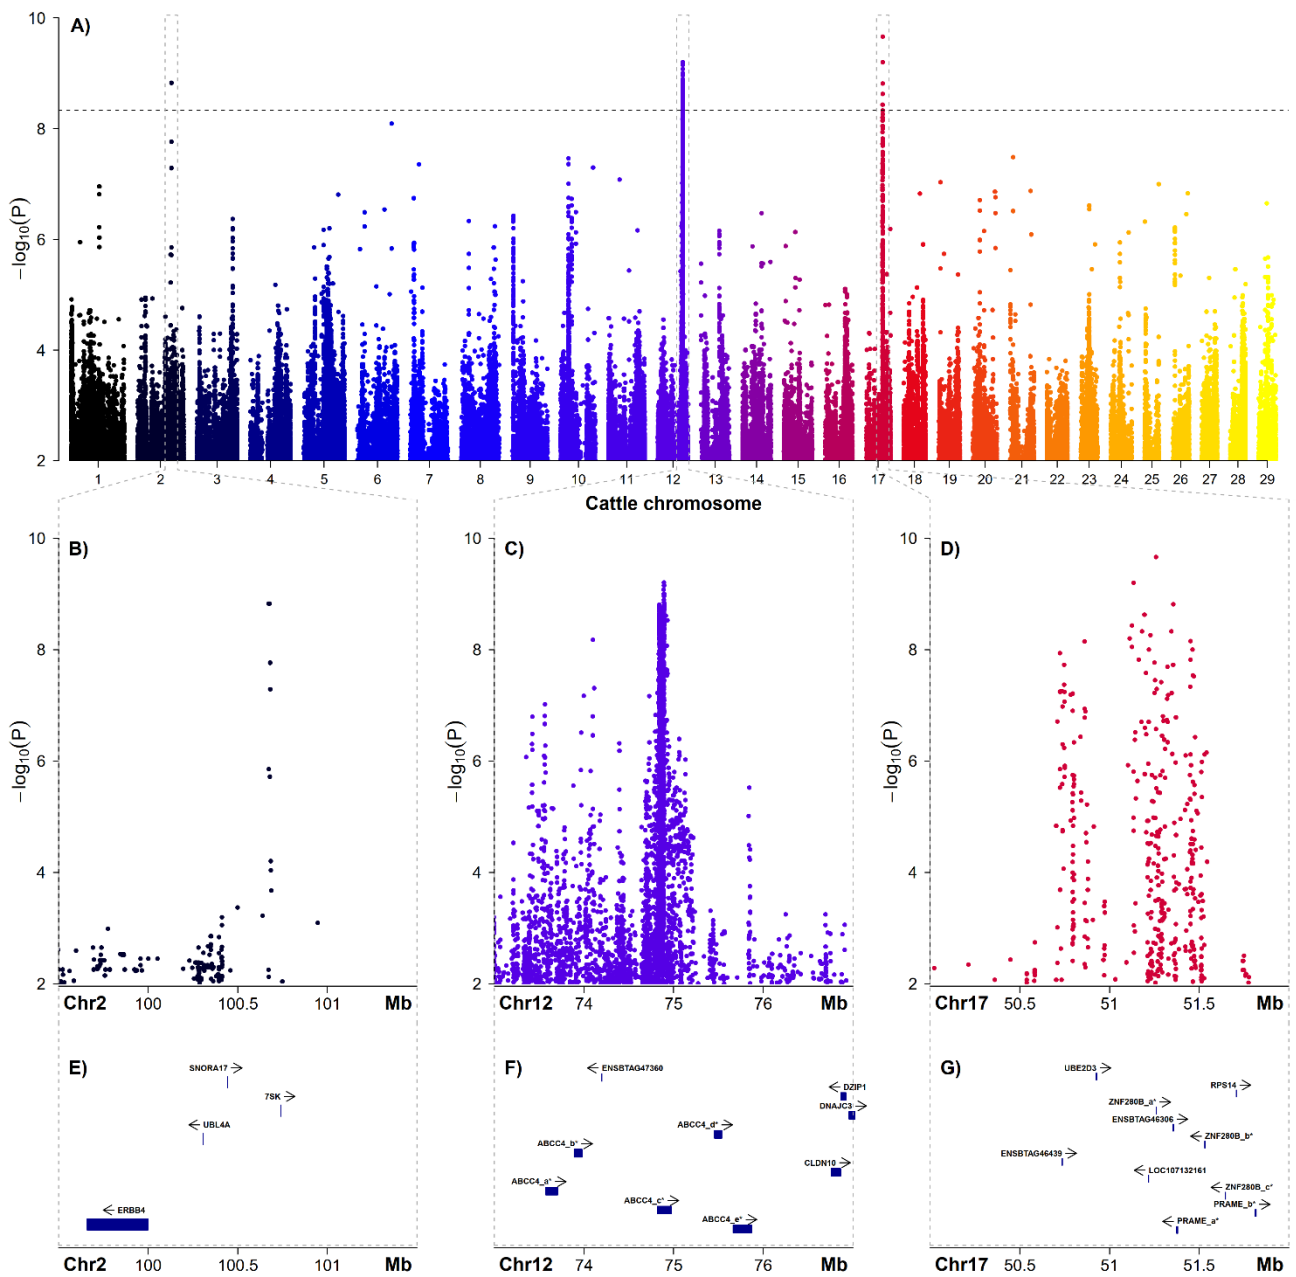 A)
10
8
6
4
2
−log10(P)
1 2 3 4 5 6 7 8 9 10 11 12 13 14 15 16 17 18 19 20 21 22 23 24 25 26 27 28 29
Cattle chromosome
B)
10
8
6
4
2
−log10(P)
Chr2 100 100.5 101 Mb
C)
10
8
6
4
2
−log10(P)
Chr12 74 75 76 Mb
D)
10
8
6
4
2
−log10(P)
Chr17 50.5 51 51.5 Mb
E)
SNORA17
7SK
UBL4A
ERBB4
Chr2 100 100.5 101 Mb
F)
ENSBTAG47360
DZIP1
DNAJC3
ABCC4_d*
ABCC4_b*
CLDN10
ABCC4_a*
ABCC4_c*
ABCC4_e*
Chr12 74 75 76 Mb
G)
UBE2D3
RPS14
ZNF280B_a*
ENSBTAG46306
ZNF280B_b*
ENSBTAG46439
LOC107132161
ZNF280B_c*
PRAME_b*
PRAME_a*
Chr17 50.5 51 51.5 Mb